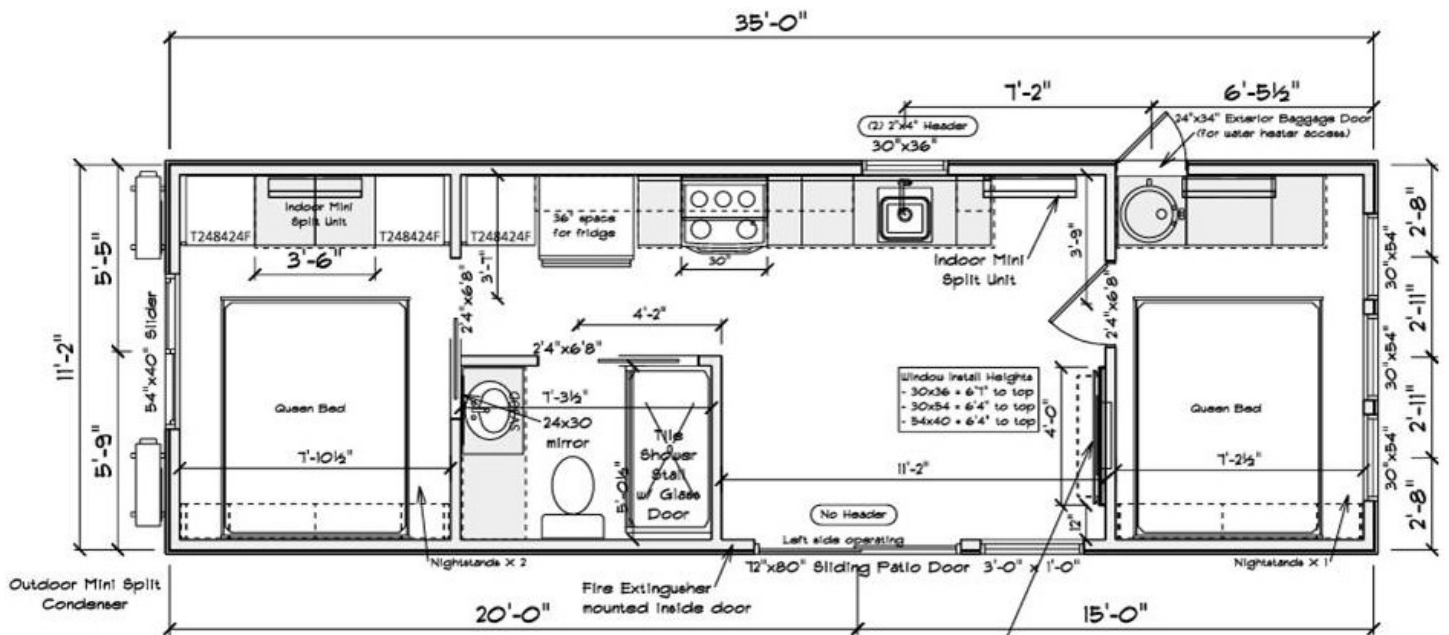 35'-0"
7'-2"
6'-5½"
24"x34" Exterior Baggage Door
(for water heater access)
(2) 2"x4" Header
30"x36"
Indoor Mini
Split Unit
T248424F
T248424F
T248424F
36" space
for fridge
30"
3'-6"
3'-7"
3'-9"
Indoor Mini
Split Unit
2'-8"
30"x54"
2'-11"
30"x54"
2'-11"
30"x54"
2'-8"
5'-5"
11'-2"
5'-9"
54"x40" Slider
2'4"x6'8"
4'-2"
2'4"x6'8"
2'4"x6'8"
Window Install Heights
- 30x36 = 6'7" to top
- 30x54 = 6'4" to top
- 54x40 = 6'4" to top
Queen Bed
7'-3½"
24x30
mirror
Tile
Shower
Stall
w/ Glass
Door
5'-0½"
4'-0"
Queen Bed
7'-10½"
11'-2"
7'-2½"
12"
No Header
Left side operating
Nightstands X 2
72"x80" Sliding Patio Door
3'-0" x 1'-0"
Nightstands X 1
Outdoor Mini Split
Condenser
Fire Extingusher
mounted inside door
20'-0"
15'-0"